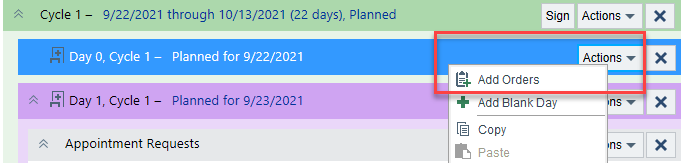 Cycle 1 – 9/22/2021 through 10/13/2021 (22 days), Planned Sign Actions
Day 0, Cycle 1 – Planned for 9/22/2021 Actions
Add Orders
Day 1, Cycle 1 – Planned for 9/23/2021
Add Blank Day
Copy
Appointment Requests
Paste